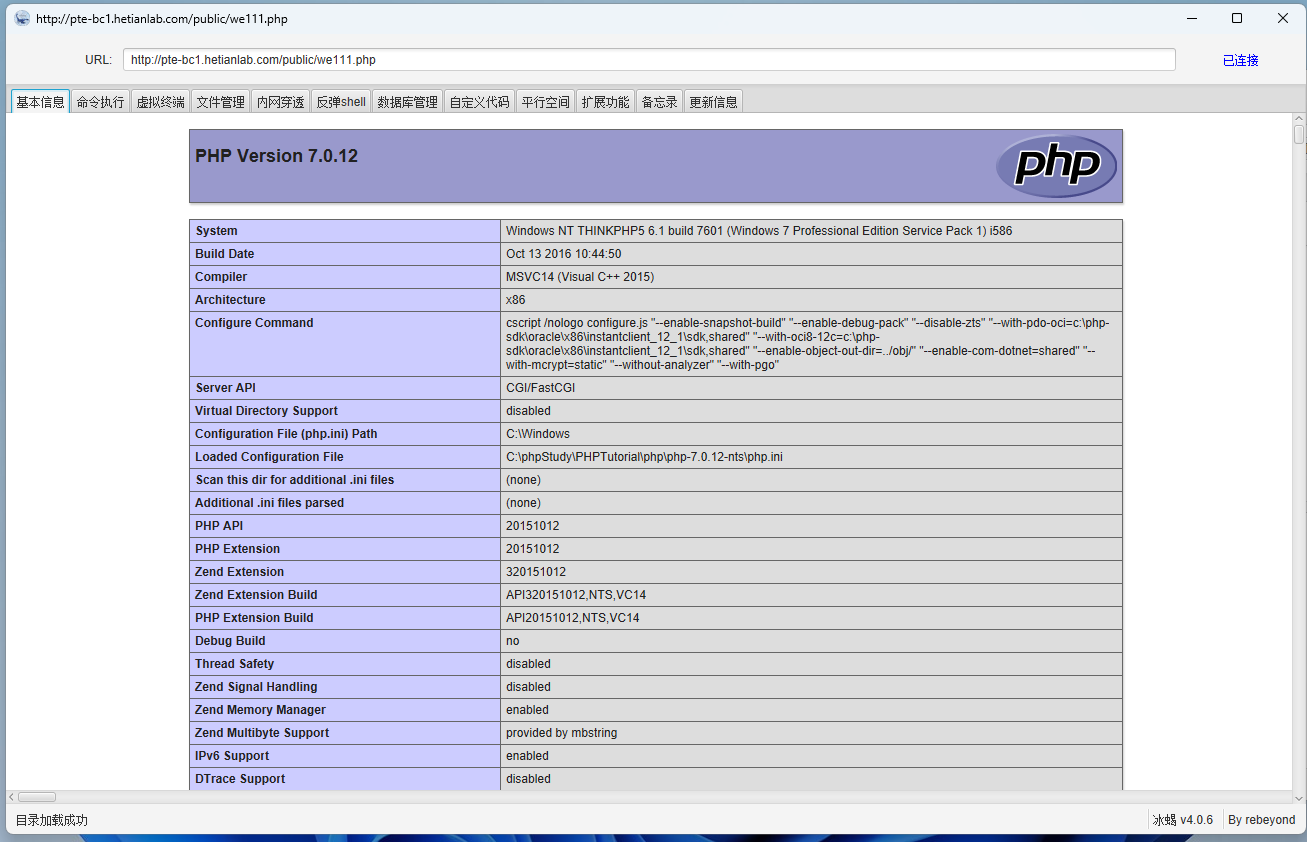 http://pte-bc1.hetianlab.com/public/we111.php
URL: http://pte-bc1.hetianlab.com/public/we111.php 已连接
基本信息 命令执行 虚拟终端 文件管理 内网穿透 反弹shell 数据库管理 自定义代码 平行空间 扩展功能 备忘录 更新信息
PHP Version 7.0.12 php
System Windows NT THINKPHP5 6.1 build 7601 (Windows 7 Professional Edition Service Pack 1) i586
Build Date Oct 13 2016 10:44:50
Compiler MSVC14 (Visual C++ 2015)
Architecture x86
Configure Command cscript /nologo configure.js "--enable-snapshot-build" "--enable-debug-pack" "--disable-zts" "--with-pdo-oci=c:\php-
sdk\oracle\x86\instantclient_12_1\sdk,shared" "--with-oci8-12c=c:\php-
sdk\oracle\x86\instantclient_12_1\sdk,shared" "--enable-object-out-dir=../obj/" "--enable-com-dotnet=shared" "--
with-mcrypt=static" "--without-analyzer" "--with-pgo"
Server API CGI/FastCGI
Virtual Directory Support disabled
Configuration File (php.ini) Path C:\Windows
Loaded Configuration File C:\phpStudy\PHPTutorial\php\php-7.0.12-nts\php.ini
Scan this dir for additional .ini files (none)
Additional .ini files parsed (none)
PHP API 20151012
PHP Extension 20151012
Zend Extension 320151012
Zend Extension Build API320151012,NTS,VC14
PHP Extension Build API20151012,NTS,VC14
Debug Build no
Thread Safety disabled
Zend Signal Handling disabled
Zend Memory Manager enabled
Zend Multibyte Support provided by mbstring
IPv6 Support enabled
DTrace Support disabled
目录加载成功 冰蝎 v4.0.6 By rebeyond